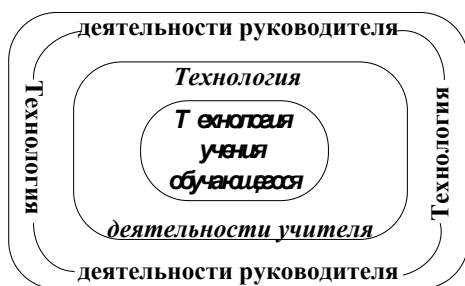 деятельности руководителя
Технология
Технология
Технология
Технология
учения
обучающегося
деятельности учителя
деятельности руководителя